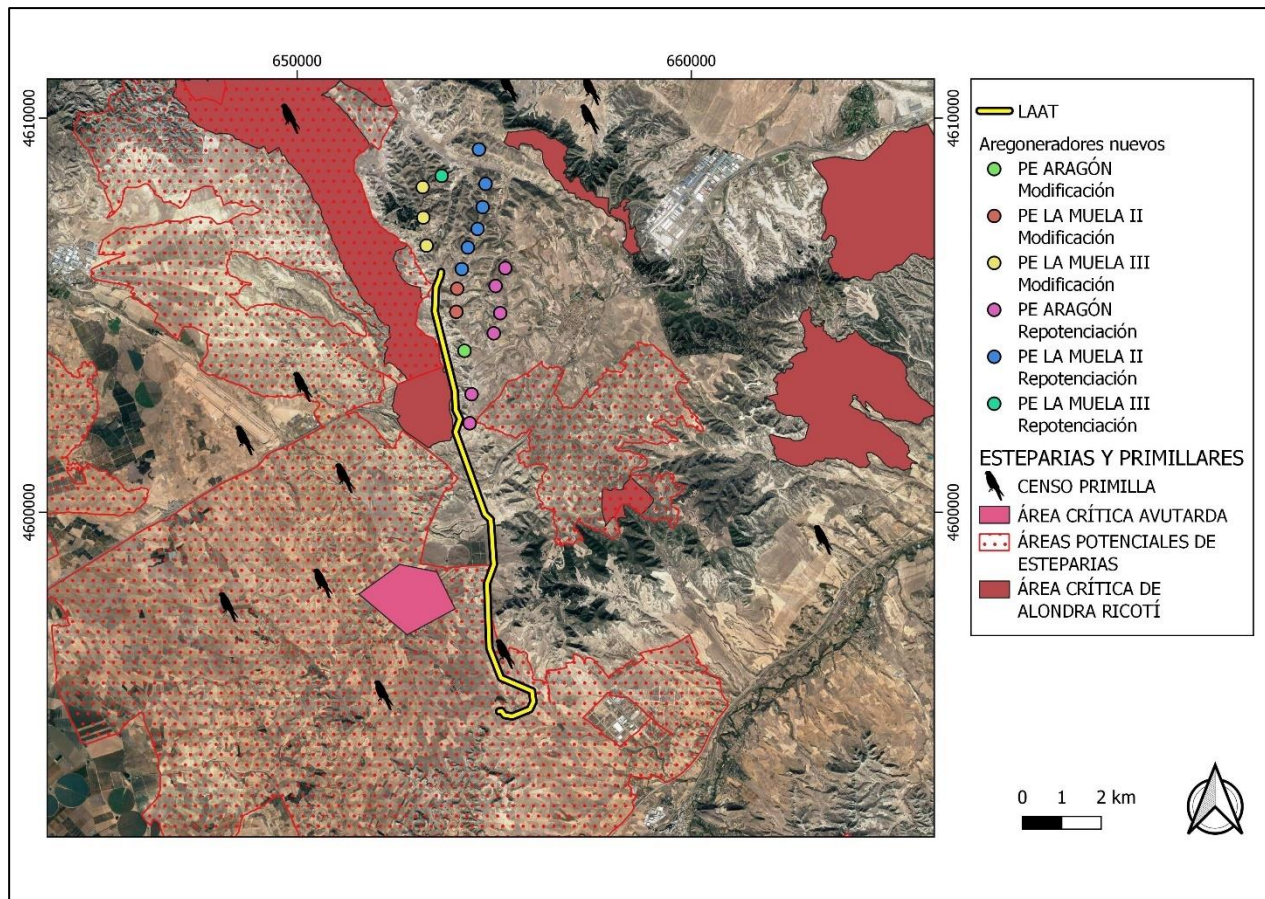 650000
660000
4610000
4610000
4600000
4600000
LAAT
Aregoneradores nuevos
PE ARAGÓN
Modificación
PE LA MUELA II
Modificación
PE LA MUELA III
Modificación
PE ARAGÓN
Repotenciación
PE LA MUELA II
Repotenciación
PE LA MUELA III
Repotenciación
ESTEPARIAS Y PRIMILLARES
CENSO PRIMILLA
ÁREA CRÍTICA AVUTARDA
ÁREAS POTENCIALES DE
ESTEPARIAS
ÁREA CRÍTICA DE
ALONDRA RICOTÍ
0 1 2 km